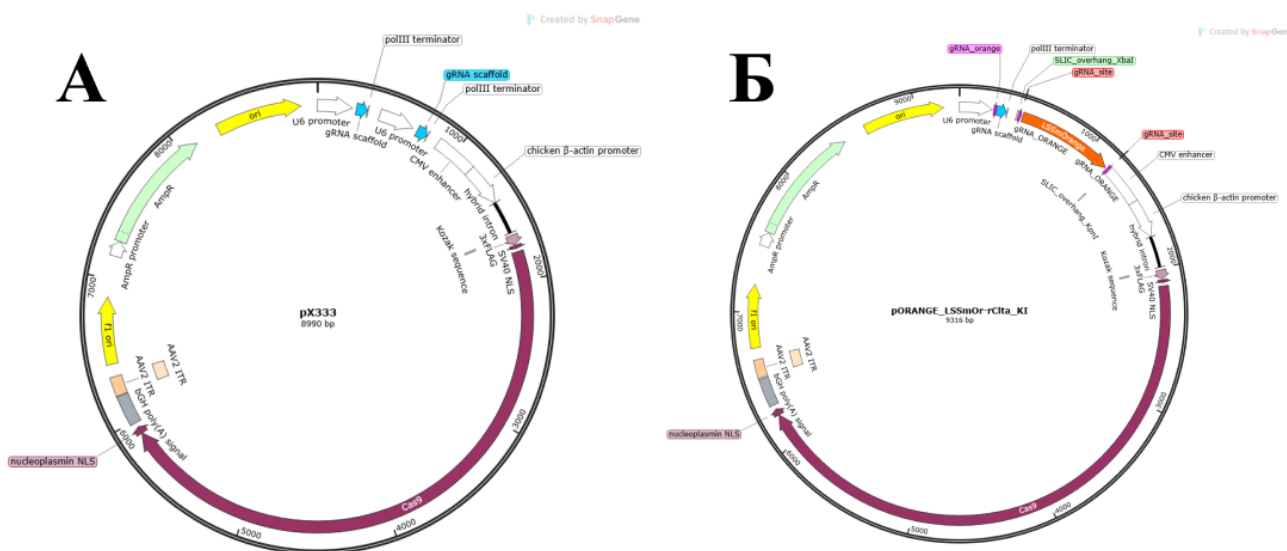 Created by SnapGene
А
polIII terminator
gRNA scaffold
polIII terminator
U6 promoter
gRNA scaffold
U6 promoter
1000
CMV enhancer
chicken β-actin promoter
hybrid intron
3xFLAG
SV40 NLS
Kozak sequence
2000
3000
Cas9
4000
5000
nucleoplasmin NLS
6000
bGH poly(A) signal
AAV2 ITR
AAV2 ITR
f1 ori
7000
AmpR promoter
AmpR
8000
ori
pX333
8990 bp
Created by SnapGene
Б
gRNA_orange
polIII terminator
SLIC_overhang_XbaI
gRNA_site
U6 promoter
gRNA scaffold
gRNA_ORANGE
LSSmOrange
1000
gRNA_ORANGE
gRNA_site
CMV enhancer
SLIC_overhang_KpnI
chicken β-actin promoter
hybrid intron
3xFLAG
SV40 NLS
Kozak sequence
2000
3000
Cas9
4000
5000
nucleoplasmin NLS
6000
bGH poly(A) signal
AAV2 ITR
AAV2 ITR
f1 ori
7000
AmpR promoter
AmpR
8000
ori
9000
pORANGE_LSSmOr-rClta_KI
9316 bp